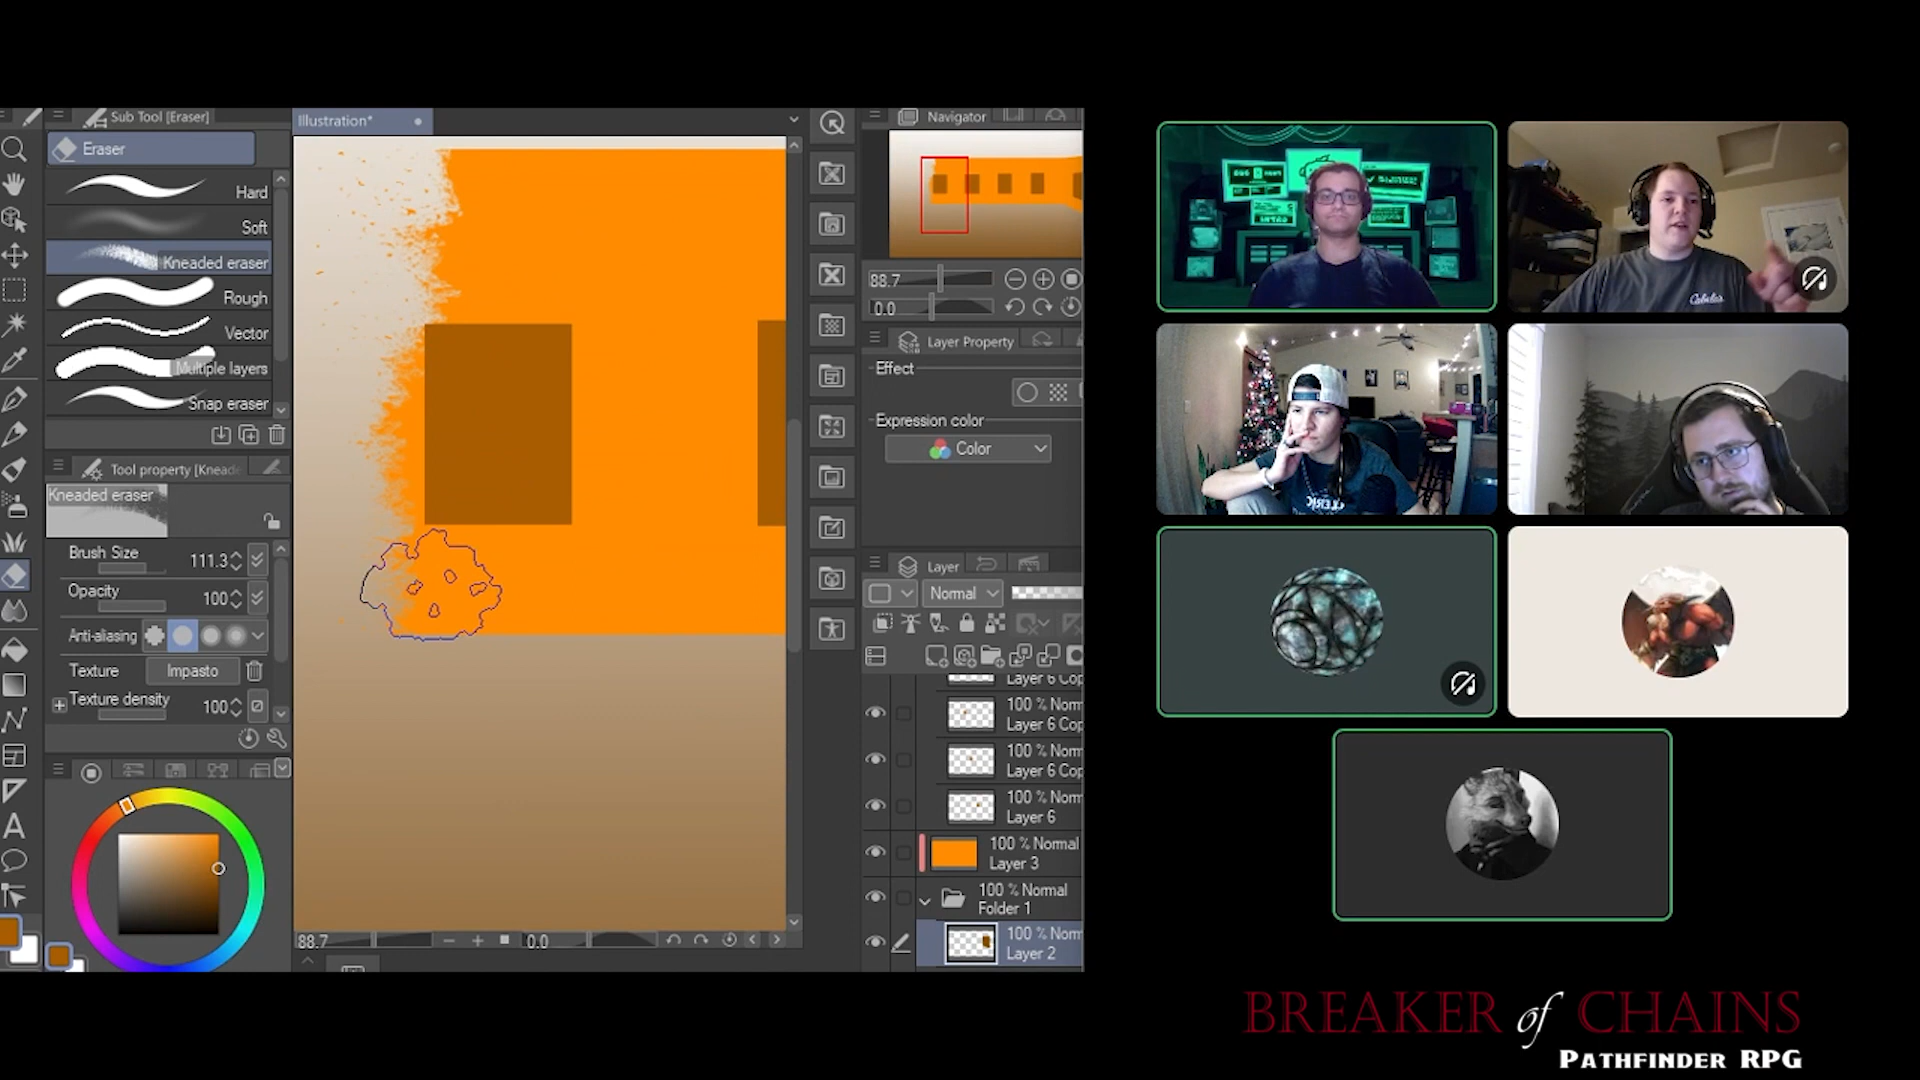 Sub Tool [Eraser]
Eraser
Hard
Soft
Kneaded eraser
Rough
Vector
Multiple layers
Snap eraser
Tool property [Kneade
Kneaded eraser
Brush Size
111.3
Opacity
100
Anti-aliasing
Texture
Impasto
Texture density
100
Illustration*
88.7
0.0
Navigator
88.7
0.0
Layer Property
Effect
Expression color
Color
Layer
Normal
Layer 6 Cop
100 % Norm
Layer 6 Cop
100 % Norm
Layer 6 Cop
100 % Norm
Layer 6
100 % Normal
Layer 3
100 % Normal
Folder 1
100 % Norm
Layer 2
Cabela's
BREAKER of CHAINS
PATHFINDER RPG